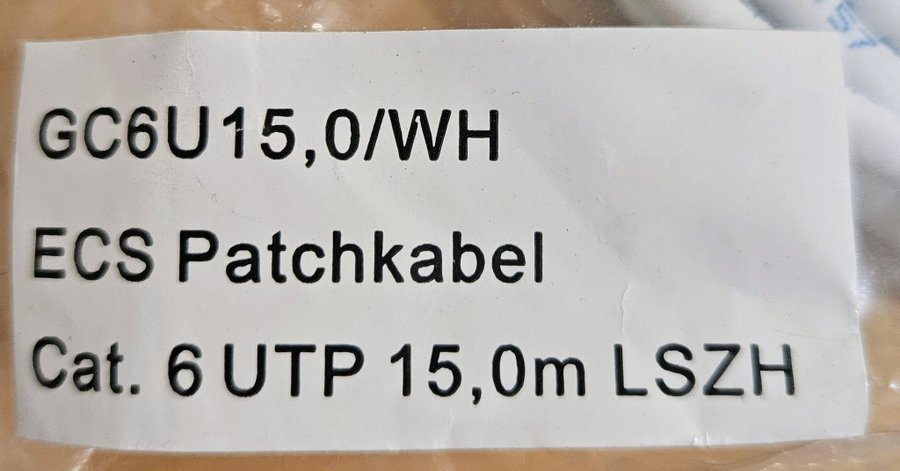 GC6U15,0/WH
ECS Patchkabel
Cat. 6 UTP 15,0m LSZH